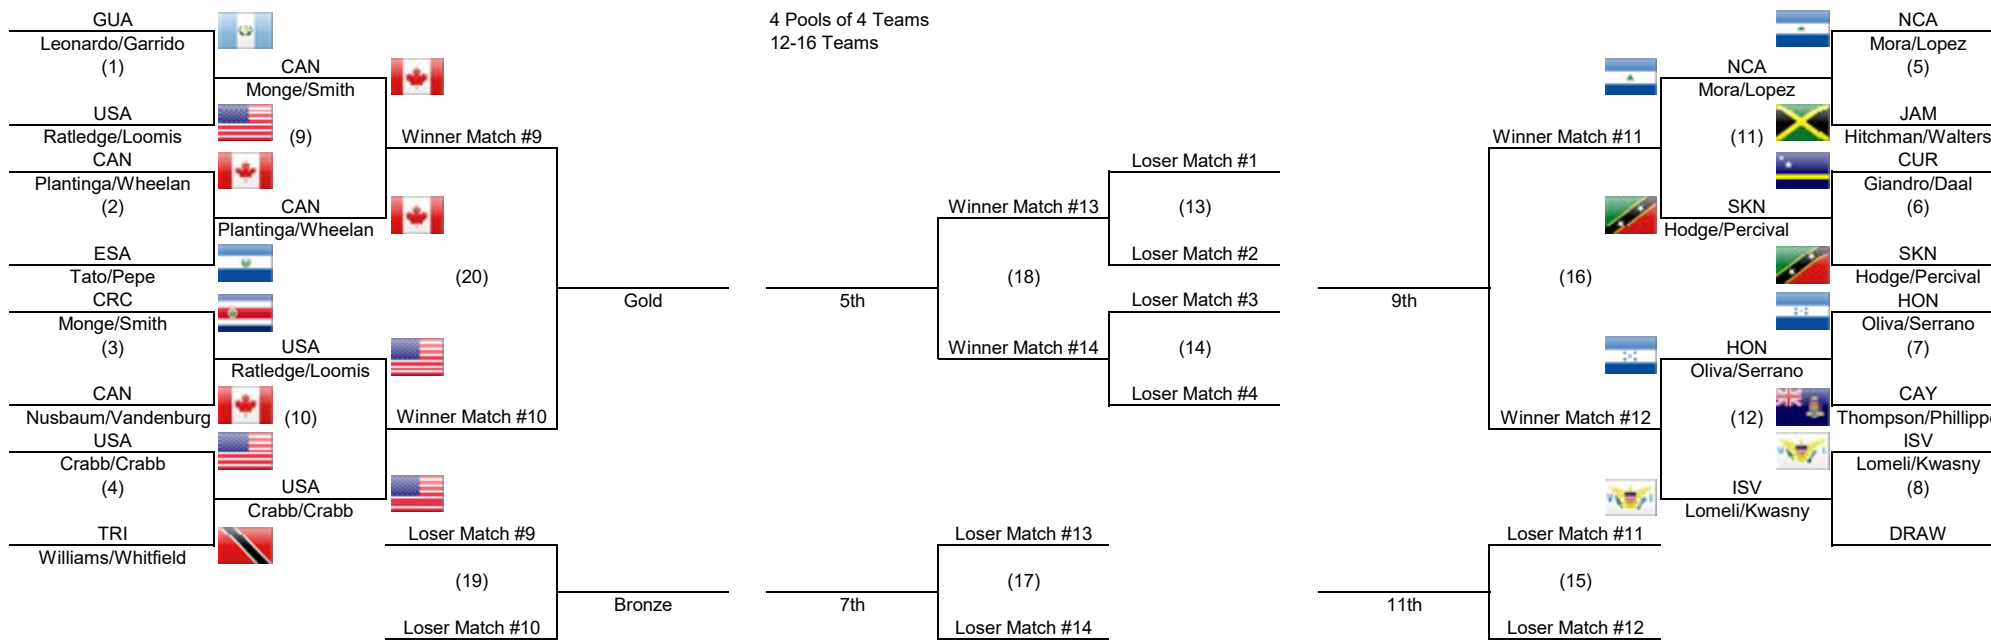 4 Pools of 4 Teams
12-16 Teams
GUA
Leonardo/Garrido
(1)
USA
Ratledge/Loomis
CAN
Plantinga/Wheelan
(2)
ESA
Tato/Pepe
CRC
Monge/Smith
(3)
CAN
Nusbaum/Vandenburg
USA
Crabb/Crabb
(4)
TRI
Williams/Whitfield
CAN
Monge/Smith
(9)
CAN
Plantinga/Wheelan
USA
Ratledge/Loomis
(10)
USA
Crabb/Crabb
Winner Match #9
(20)
Winner Match #10
Gold
Loser Match #9
(19)
Loser Match #10
Bronze
5th
Winner Match #13
(18)
Winner Match #14
Loser Match #1
(13)
Loser Match #2
Loser Match #3
(14)
Loser Match #4
7th
Loser Match #13
(17)
Loser Match #14
9th
Winner Match #11
(16)
Winner Match #12
NCA
Mora/Lopez
(11)
SKN
Hodge/Percival
HON
Oliva/Serrano
(12)
ISV
Lomeli/Kwasny
11th
Loser Match #11
(15)
Loser Match #12
NCA
Mora/Lopez
(5)
JAM
Hitchman/Walters
CUR
Giandro/Daal
(6)
SKN
Hodge/Percival
HON
Oliva/Serrano
(7)
CAY
Thompson/Phillipp
ISV
Lomeli/Kwasny
(8)
DRAW